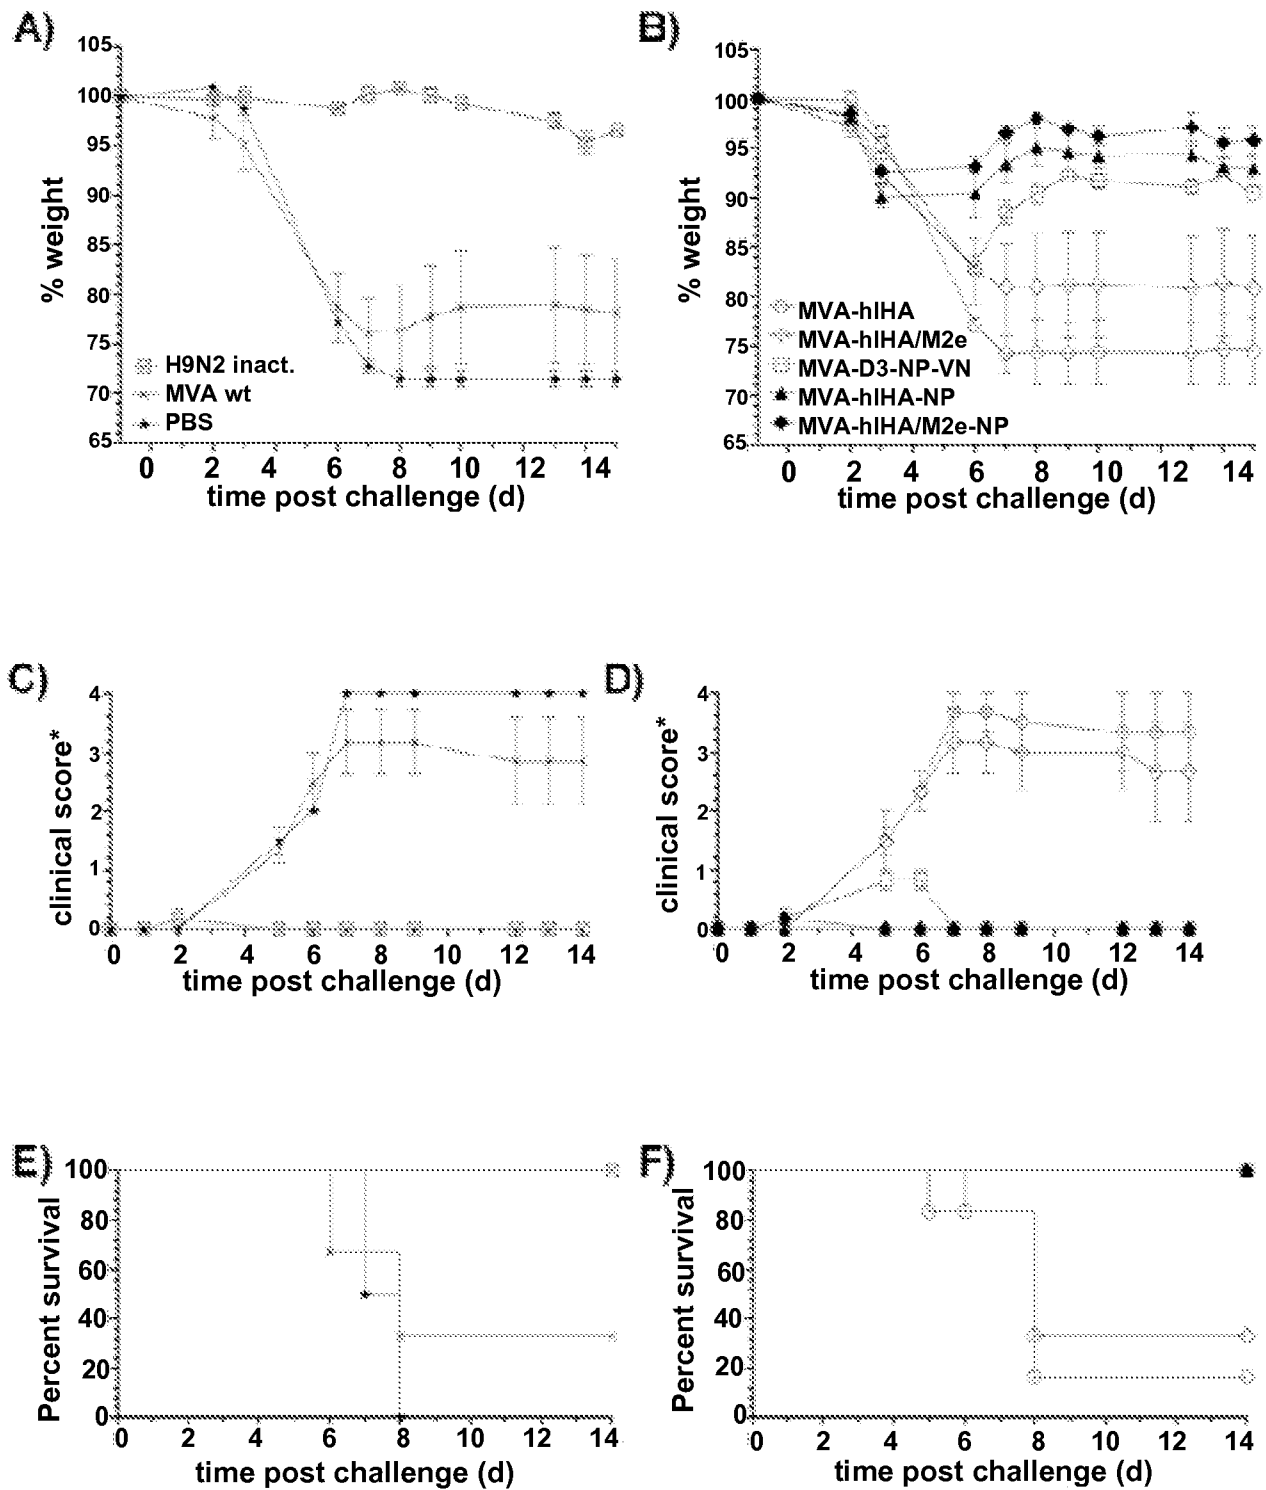 A)
105
100
95
90
85
80
75
70
65
% weight
H9N2 inact.
MVA wt
PBS
0 2 4 6 8 10 12 14
time post challenge (d)
B)
105
100
95
90
85
80
75
70
65
% weight
MVA-hlHA
MVA-hlHA/M2e
MVA-D3-NP-VN
MVA-hlHA-NP
MVA-hlHA/M2e-NP
0 2 4 6 8 10 12 14
time post challenge (d)
C)
4
3
2
1
0
clinical score*
0 2 4 6 8 10 12 14
time post challenge (d)
D)
4
3
2
1
0
clinical score*
0 2 4 6 8 10 12 14
time post challenge (d)
E)
100
80
60
40
20
0
Percent survival
0 2 4 6 8 10 12 14
time post challenge (d)
F)
100
80
60
40
20
0
Percent survival
0 2 4 6 8 10 12 14
time post challenge (d)